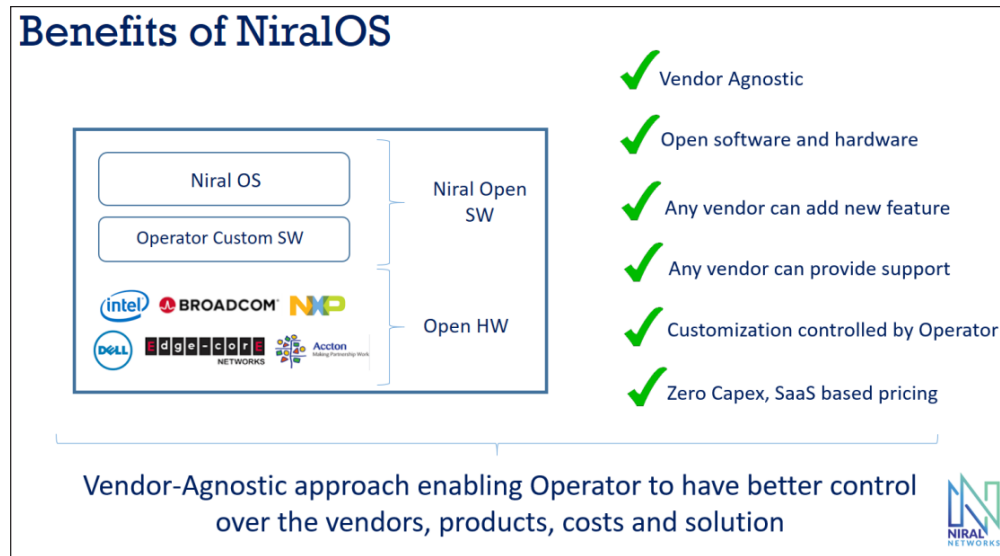 Benefits of NiralOS
Niral OS
Operator Custom SW
Niral Open
SW
intel
BROADCOM
NXP
DELL
Edge-corE
NETWORKS
Accton
Making Partnership Work
Open HW
Vendor Agnostic
Open software and hardware
Any vendor can add new feature
Any vendor can provide support
Customization controlled by Operator
Zero Capex, SaaS based pricing
Vendor-Agnostic approach enabling Operator to have better control
over the vendors, products, costs and solution
NIRAL
NETWORKS